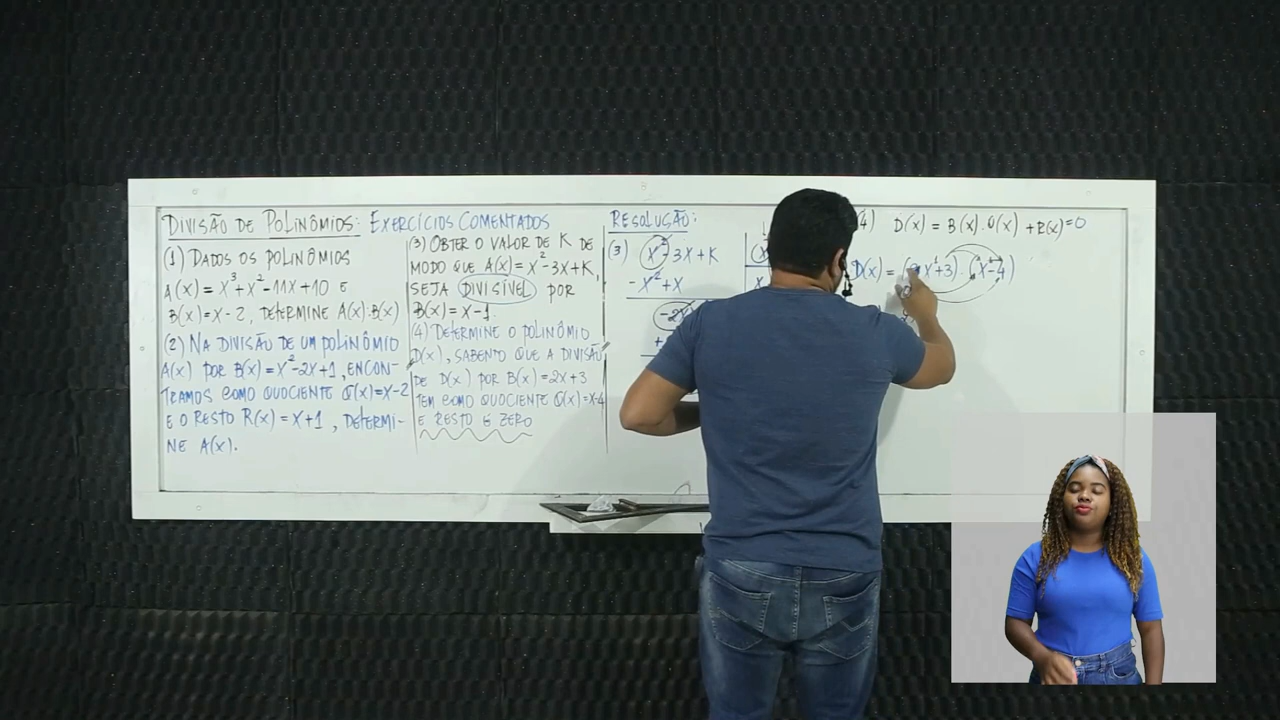 DIVISÃO DE POLINÔMIOS: EXERCÍCIOS COMENTADOS
(1) DADOS OS POLINÔMIOS
A(x) = x³+x²-11x+10 E
B(x) = x-2, DETERMINE A(x).B(x)
(2) NA DIVISÃO DE UM POLINÔMIO
A(x) POR B(x) = x²-2x+1, ENCON-
TRAMOS COMO QUOCIENTE Q(x)=x-2
E O RESTO R(x) = x+1, DETERMI-
NE A(x).
(3) OBTER O VALOR DE K DE
MODO QUE A(x) = x²-3x+K,
SEJA DIVISÍVEL POR
B(x) = x-1.
(4) DETERMINE O POLINÔMIO
D(x), SABENTO QUE A DIVISÃO
DE D(x) POR B(x) = 2x+3
TEM COMO QUOCIENTE Q(x)=x-4
E RESTO E ZERO
RESOLUÇÃO:
(3) x²-3x+K
-x²+x
-2x
4) D(x) = B(x).Q(x) + R(x)=0
D(x) = (2x+3).(x-4)